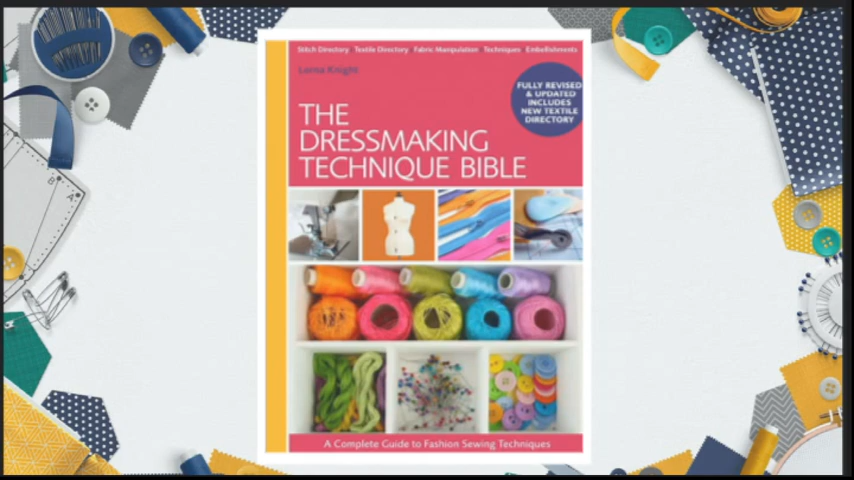 Stitch Directory Textile Directory Fabric Manipulation Techniques Embellishments
Lorna Knight
FULLY REVISED
& UPDATED
INCLUDES
NEW TEXTILE
DIRECTORY
THE
DRESSMAKING
TECHNIQUE BIBLE
A
B
A Complete Guide to Fashion Sewing Techniques